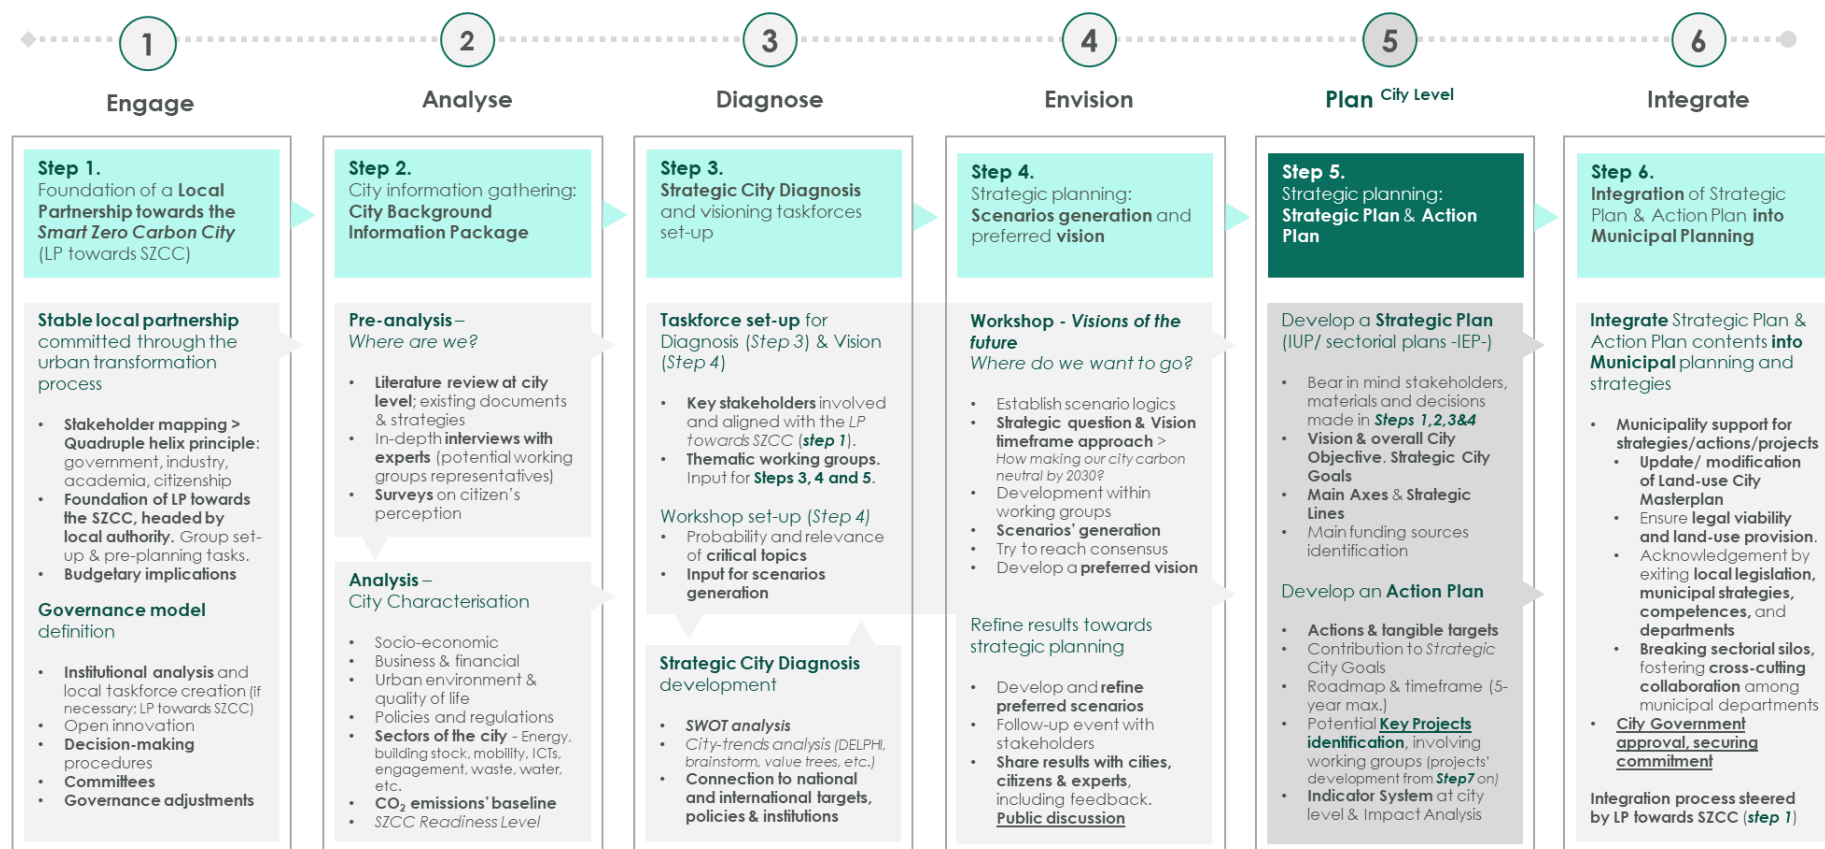 1
2
3
4
5
6
Engage
Analyse
Diagnose
Envision
Plan City Level
Integrate
Step 1.
Foundation of a Local
Partnership towards the
Smart Zero Carbon City
(LP towards SZCC)
Stable local partnership
committed through the
urban transformation
process
• Stakeholder mapping >
Quadruple helix principle:
government, industry,
academia, citizenship
• Foundation of LP towards
the SZCC, headed by
local authority. Group set-
up & pre-planning tasks.
• Budgetary implications
Governance model
definition
• Institutional analysis and
local taskforce creation (if
necessary; LP towards SZCC)
• Open innovation
• Decision-making
procedures
• Committees
• Governance adjustments
Step 2.
City information gathering:
City Background
Information Package
Pre-analysis –
Where are we?
• Literature review at city
level; existing documents
& strategies
• In-depth interviews with
experts (potential working
groups representatives)
• Surveys on citizen's
perception
Analysis –
City Characterisation
• Socio-economic
• Business & financial
• Urban environment &
quality of life
• Policies and regulations
• Sectors of the city - Energy,
building stock, mobility, ICTs,
engagement, waste, water,
etc.
• CO2 emissions' baseline
• SZCC Readiness Level
Step 3.
Strategic City Diagnosis
and visioning taskforces
set-up
Taskforce set-up for
Diagnosis (Step 3) & Vision
(Step 4)
• Key stakeholders involved
and aligned with the LP
towards SZCC (step 1).
• Thematic working groups.
Input for Steps 3, 4 and 5.
Workshop set-up (Step 4)
• Probability and relevance
of critical topics
• Input for scenarios
generation
Strategic City Diagnosis
development
• SWOT analysis
• City-trends analysis (DELPHI,
brainstorm, value trees, etc.)
• Connection to national
and international targets,
policies & institutions
Step 4.
Strategic planning:
Scenarios generation and
preferred vision
Workshop - Visions of the
future
Where do we want to go?
• Establish scenario logics
• Strategic question & Vision
timeframe approach >
How making our city carbon
neutral by 2030?
• Development within
working groups
• Scenarios' generation
• Try to reach consensus
• Develop a preferred vision
Refine results towards
strategic planning
• Develop and refine
preferred scenarios
• Follow-up event with
stakeholders
• Share results with cities,
citizens & experts,
including feedback.
Public discussion
Step 5.
Strategic planning:
Strategic Plan & Action
Plan
Develop a Strategic Plan
(IUP/ sectorial plans -IEP-)
• Bear in mind stakeholders,
materials and decisions
made in Steps 1,2,3&4
• Vision & overall City
Objective. Strategic City
Goals
• Main Axes & Strategic
Lines
• Main funding sources
identification
Develop an Action Plan
• Actions & tangible targets
• Contribution to Strategic
City Goals
• Roadmap & timeframe (5-
year max.)
• Potential Key Projects
identification, involving
working groups (projects'
development from Step7 on)
• Indicator System at city
level & Impact Analysis
Step 6.
Integration of Strategic
Plan & Action Plan into
Municipal Planning
Integrate Strategic Plan &
Action Plan contents into
Municipal planning and
strategies
• Municipality support for
strategies/actions/projects
• Update/ modification
of Land-use City
Masterplan
• Ensure legal viability
and land-use provision.
• Acknowledgement by
exiting local legislation,
municipal strategies,
competences, and
departments
• Breaking sectorial silos,
fostering cross-cutting
collaboration among
municipal departments
• City Government
approval, securing
commitment
Integration process steered
by LP towards SZCC (step 1)